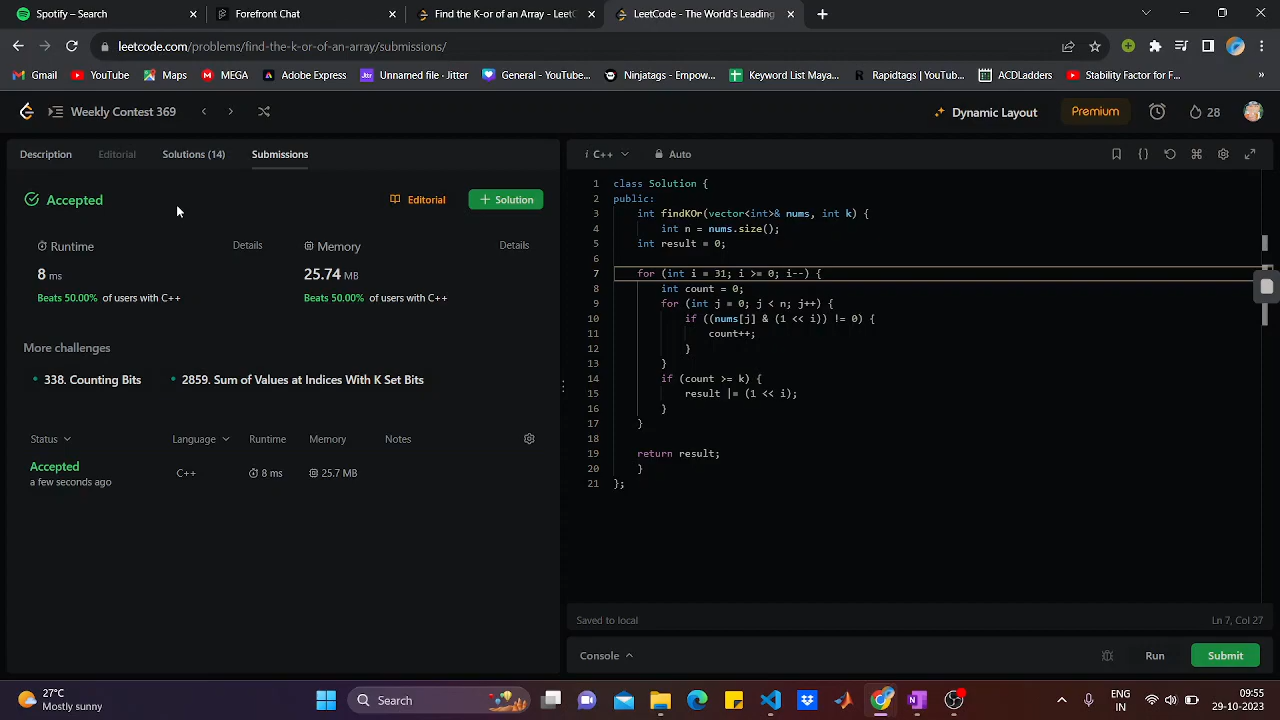 Spotify – Search
Forefront Chat
Find the K-or of an Array - LeetC
LeetCode - The World's Leading
leetcode.com/problems/find-the-k-or-of-an-array/submissions/
Gmail
YouTube
Maps
MEGA
Adobe Express
Jitr Unnamed file - Jitter
General - YouTube...
Ninjatags - Empow...
Keyword List Maya...
R Rapidtags | YouTub...
ACDLadders
Stability Factor for F...
Weekly Contest 369
Dynamic Layout
Premium
28
Description
Editorial
Solutions (14)
Submissions
Accepted
Editorial
+ Solution
Runtime
Details
Memory
Details
8 ms
25.74 MB
Beats 50.00% of users with C++
Beats 50.00% of users with C++
More challenges
338. Counting Bits
2859. Sum of Values at Indices With K Set Bits
Status
Language
Runtime
Memory
Notes
Accepted
C++
8 ms
25.7 MB
a few seconds ago
i C++
Auto
1 class Solution {
2 public:
3 int findKOr(vector<int>& nums, int k) {
4 int n = nums.size();
5 int result = 0;
6
7 for (int i = 31; i >= 0; i--) {
8 int count = 0;
9 for (int j = 0; j < n; j++) {
10 if ((nums[j] & (1 << i)) != 0) {
11 count++;
12 }
13 }
14 if (count >= k) {
15 result |= (1 << i);
16 }
17 }
18
19 return result;
20 }
21 };
Saved to local
Ln 7, Col 27
Console
Run
Submit
27°C
Mostly sunny
Search
ENG
IN
09:55
29-10-2023